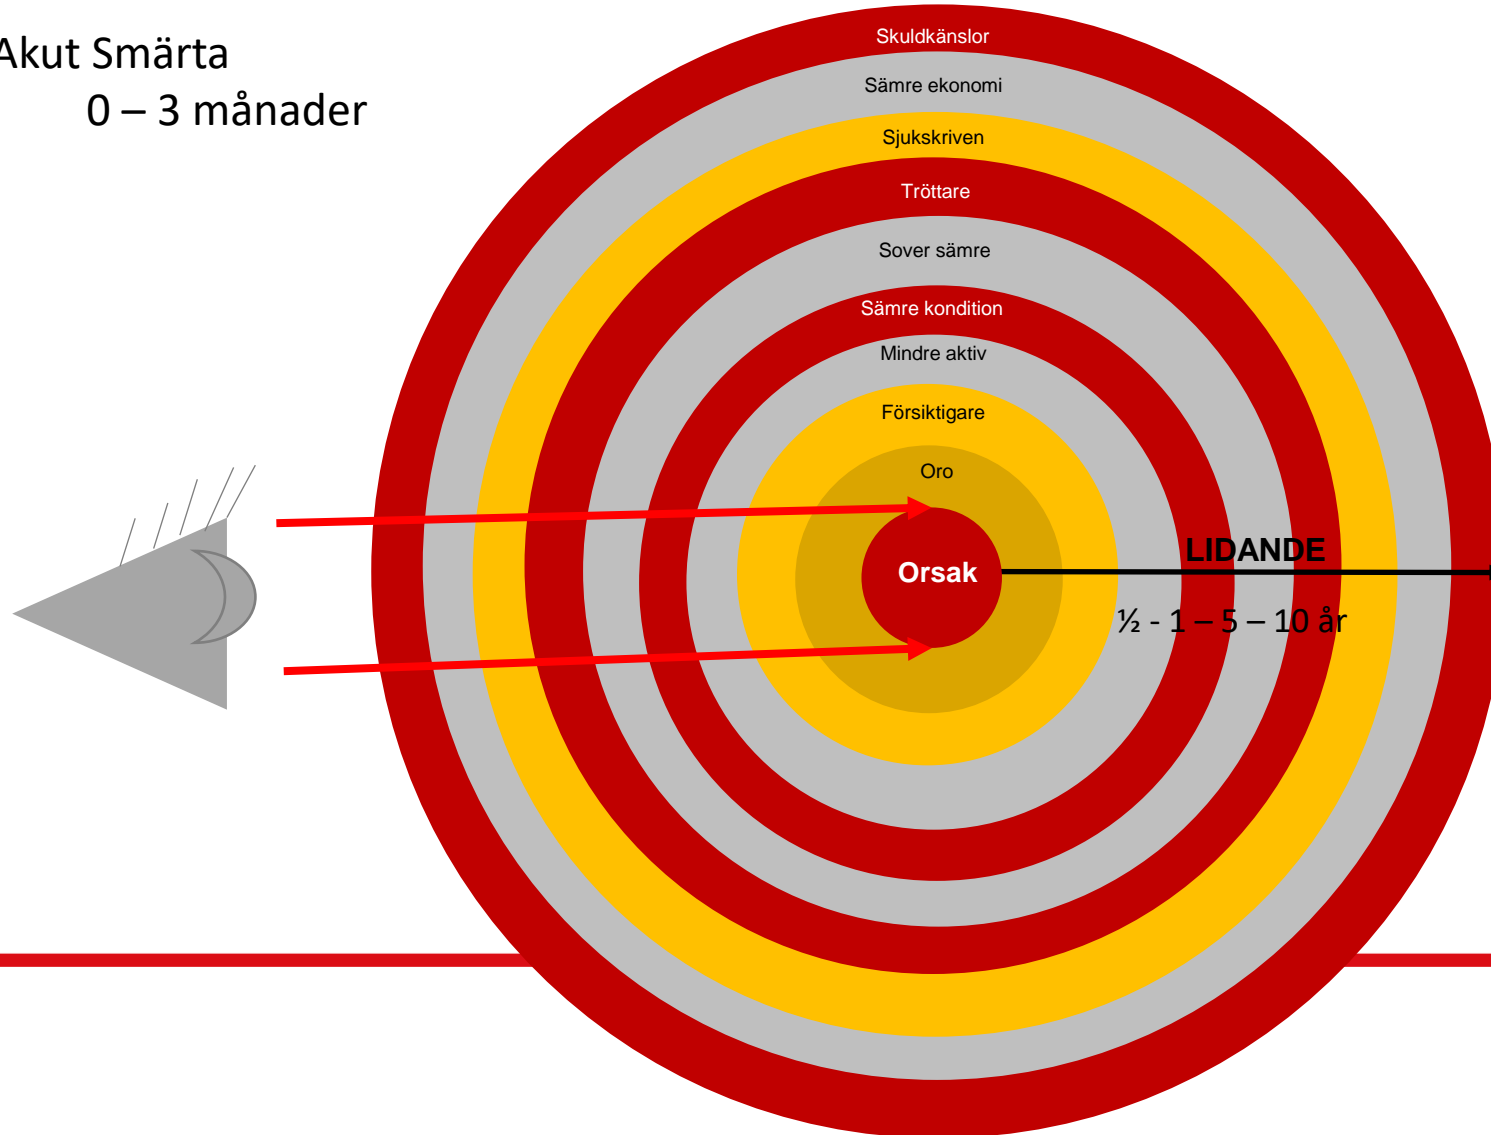 Akut Smärta
0 – 3 månader
Skuldkänslor
Sämre ekonomi
Sjukskriven
Tröttare
Sover sämre
Sämre kondition
Mindre aktiv
Försiktigare
Oro
Orsak
LIDANDE
½ - 1 – 5 – 10 år